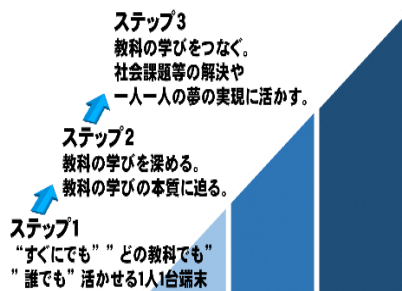 ステップ3
教科の学びをつなぐ。
社会課題等の解決や
一人一人の夢の実現に活かす。
ステップ2
教科の学びを深める。
教科の学びの本質に迫る。
ステップ1
“すぐにでも””どの教科でも”
”誰でも”活かせる1人1台端末